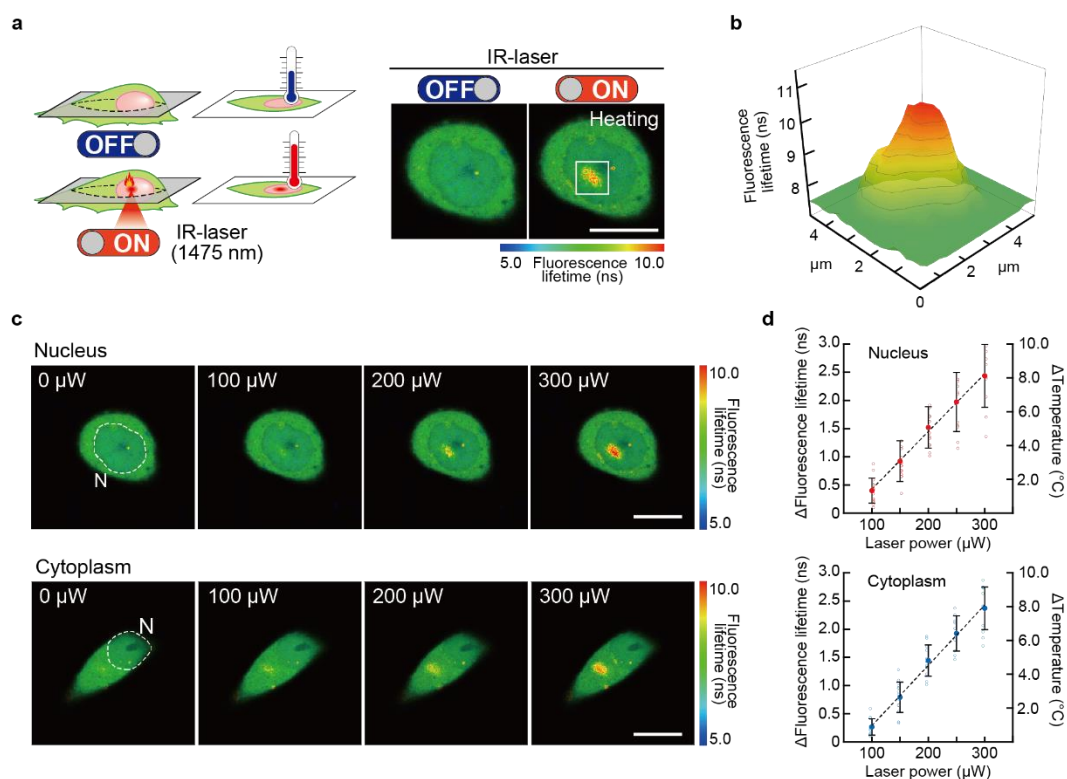 a
OFF
ON
IR-laser
(1475 nm)
IR-laser
OFF
ON
Heating
5.0
Fluorescence
lifetime (ns)
10.0
b
Fluorescence
lifetime (ns)
11
10
9
8
4
2
µm
0
2
4
µm
c
Nucleus
0 µW
N
100 µW
200 µW
300 µW
10.0
Fluorescence
lifetime (ns)
5.0
Cytoplasm
0 µW
N
100 µW
200 µW
300 µW
10.0
Fluorescence
lifetime (ns)
5.0
d
Nucleus
ΔFluorescence lifetime (ns)
3.0
2.5
2.0
1.5
1.0
0.5
0
10.0
8.0
6.0
4.0
2.0
ΔTemperature (°C)
100
200
300
Laser power (µW)
Cytoplasm
ΔFluorescence lifetime (ns)
3.0
2.5
2.0
1.5
1.0
0.5
0
10.0
8.0
6.0
4.0
2.0
ΔTemperature (°C)
100
200
300
Laser power (µW)